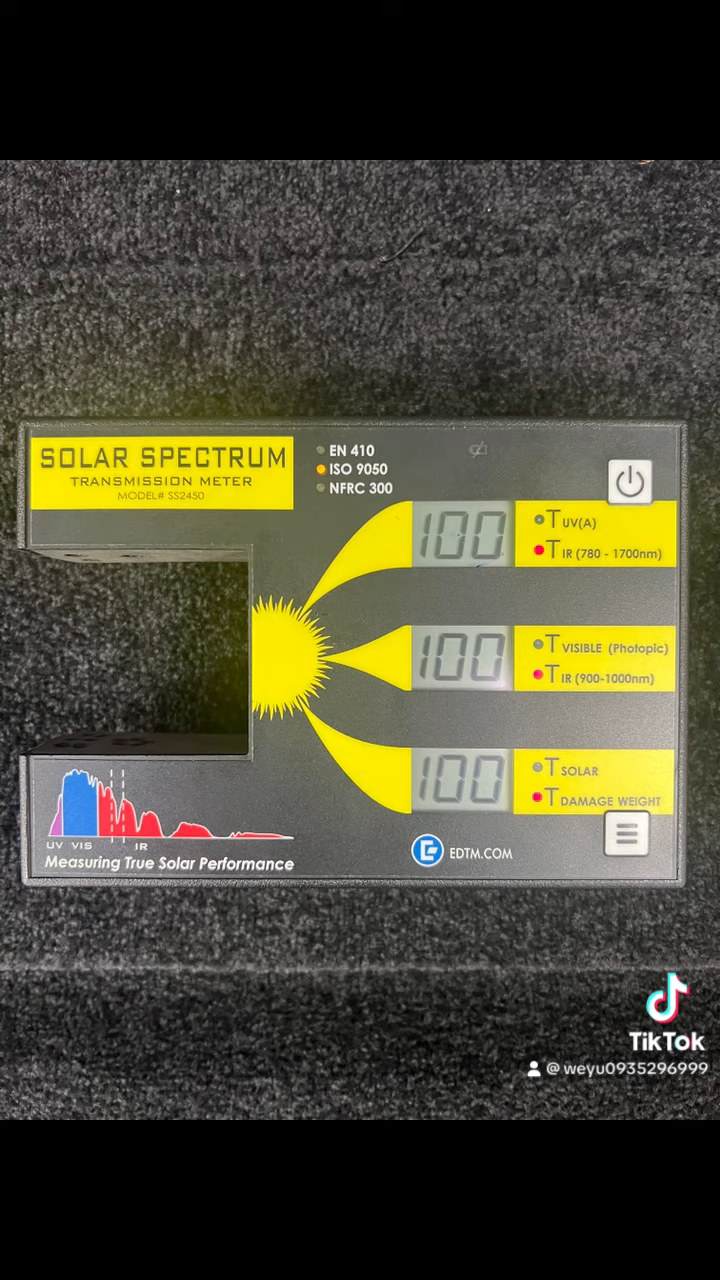 SOLAR SPECTRUM
TRANSMISSION METER
MODEL# SS2450
EN 410
ISO 9050
NFRC 300
100
T UV(A)
T IR (780 - 1700nm)
100
T VISIBLE (Photopic)
T IR (900-1000nm)
100
T SOLAR
T DAMAGE WEIGHT
UV VIS IR
Measuring True Solar Performance
EDTM.COM
TikTok
@weyu0935296999